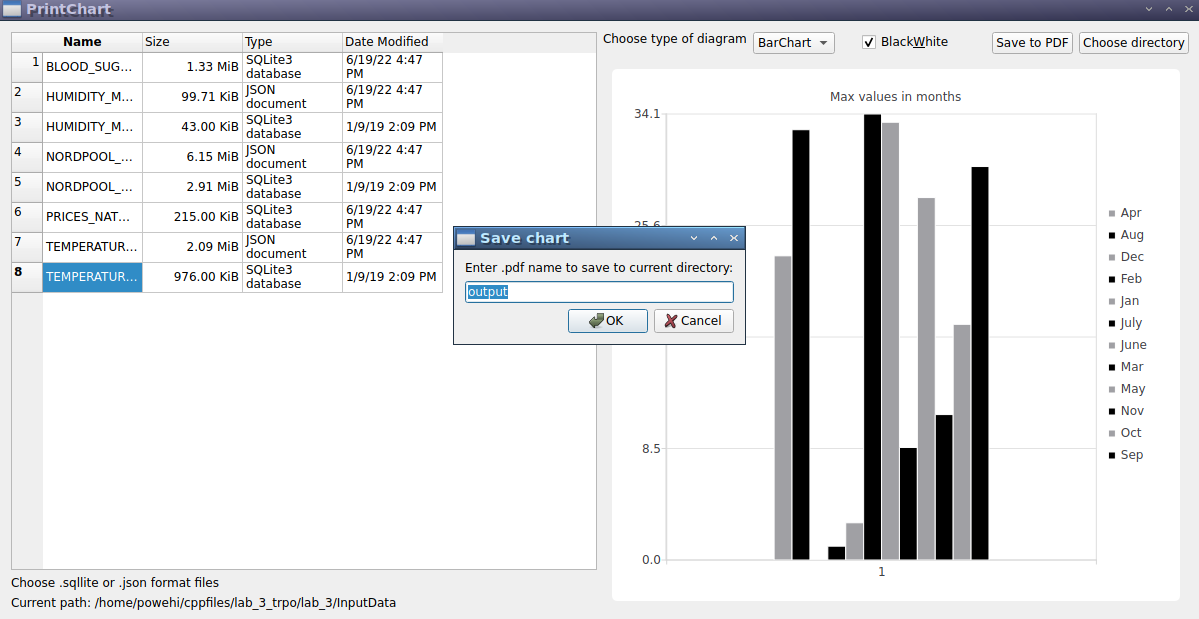 PrintChart
Name Size Type Date Modified
1 BLOOD_SUG... 1.33 MiB SQLite3 database 6/19/22 4:47 PM
2 HUMIDITY_M... 99.71 KiB JSON document 6/19/22 4:47 PM
3 HUMIDITY_M... 43.00 KiB SQLite3 database 1/9/19 2:09 PM
4 NORDPOOL_... 6.15 MiB JSON document 6/19/22 4:47 PM
5 NORDPOOL_... 2.91 MiB SQLite3 database 1/9/19 2:09 PM
6 PRICES_NAT... 215.00 KiB SQLite3 database 6/19/22 4:47 PM
7 TEMPERATUR... 2.09 MiB JSON document 6/19/22 4:47 PM
8 TEMPERATUR... 976.00 KiB SQLite3 database 1/9/19 2:09 PM
Choose .sqllite or .json format files
Current path: /home/powehi/cppfiles/lab_3_trpo/lab_3/InputData
Choose type of diagram BarChart BlackWhite Save to PDF Choose directory
Max values in months
34.1
25.6
8.5
0.0
1
Apr
Aug
Dec
Feb
Jan
July
June
Mar
May
Nov
Oct
Sep
Save chart
Enter .pdf name to save to current directory:
output
OK Cancel